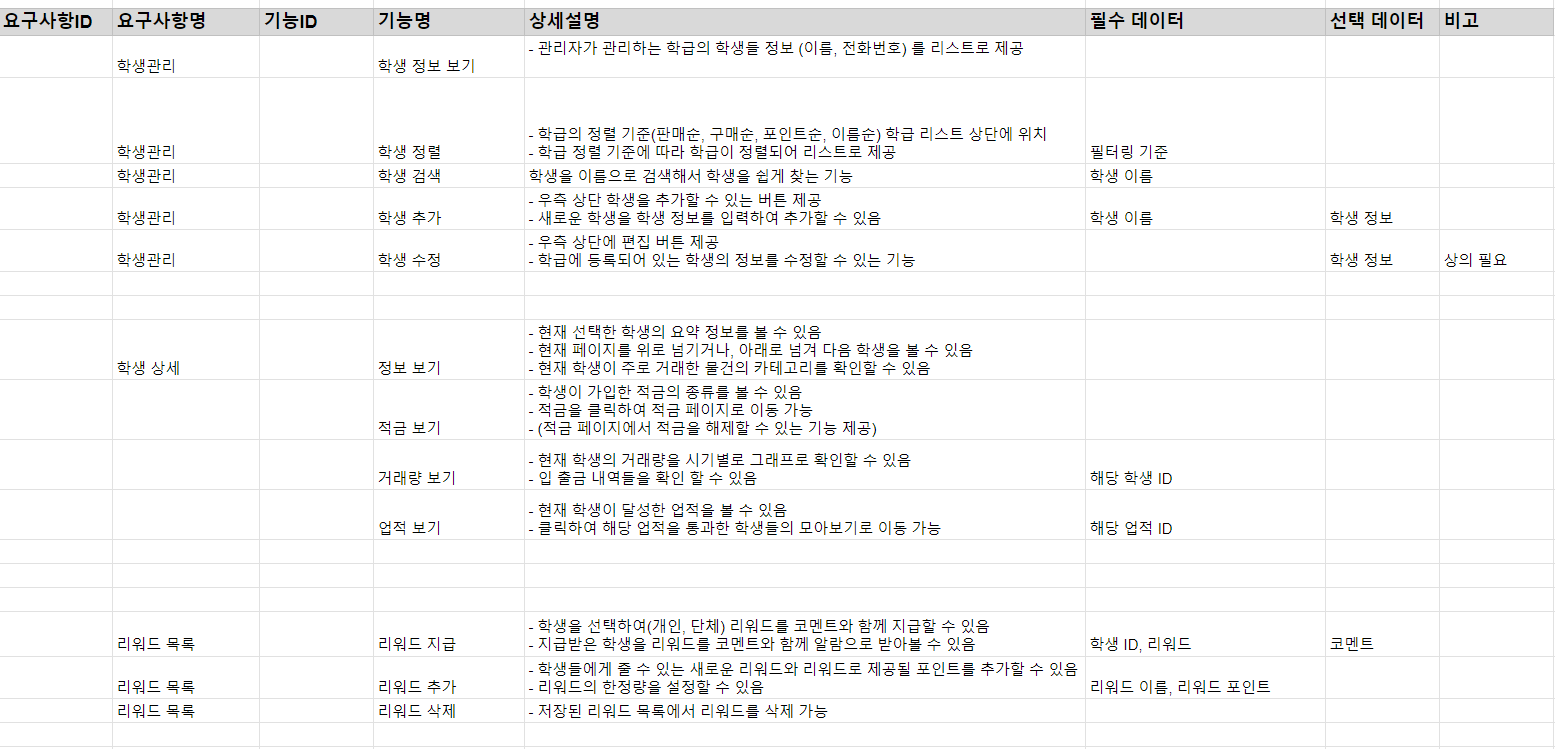 요구사항ID 요구사항명 기능ID 기능명 상세설명 필수 데이터 선택 데이터 비고
- 관리자가 관리하는 학급의 학생들 정보 (이름, 전화번호) 를 리스트로 제공
학생관리 학생 정보 보기
- 학급의 정렬 기준(판매순, 구매순, 포인트순, 이름순) 학급 리스트 상단에 위치
학생관리 학생 정렬 - 학급 정렬 기준에 따라 학급이 정렬되어 리스트로 제공 필터링 기준
학생관리 학생 검색 학생을 이름으로 검색해서 학생을 쉽게 찾는 기능 학생 이름
- 우측 상단 학생을 추가할 수 있는 버튼 제공
학생관리 학생 추가 - 새로운 학생을 학생 정보를 입력하여 추가할 수 있음 학생 이름 학생 정보
- 우측 상단에 편집 버튼 제공
학생관리 학생 수정 - 학급에 등록되어 있는 학생의 정보를 수정할 수 있는 기능 학생 정보 상의 필요
- 현재 선택한 학생의 요약 정보를 볼 수 있음
- 현재 페이지를 위로 넘기거나, 아래로 넘겨 다음 학생을 볼 수 있음
학생 상세 정보 보기 - 현재 학생이 주로 거래한 물건의 카테고리를 확인할 수 있음
- 학생이 가입한 적금의 종류를 볼 수 있음
- 적금을 클릭하여 적금 페이지로 이동 가능
적금 보기 - (적금 페이지에서 적금을 해제할 수 있는 기능 제공)
- 현재 학생의 거래량을 시기별로 그래프로 확인할 수 있음
거래량 보기 - 입 출금 내역들을 확인 할 수 있음 해당 학생 ID
- 현재 학생이 달성한 업적을 볼 수 있음
업적 보기 - 클릭하여 해당 업적을 통과한 학생들의 모아보기로 이동 가능 해당 업적 ID
- 학생을 선택하여(개인, 단체) 리워드를 코멘트와 함께 지급할 수 있음
리워드 목록 리워드 지급 - 지급받은 학생을 리워드를 코멘트와 함께 알람으로 받아볼 수 있음 학생 ID, 리워드 코멘트
- 학생들에게 줄 수 있는 새로운 리워드와 리워드로 제공될 포인트를 추가할 수 있음
리워드 목록 리워드 추가 - 리워드의 한정량을 설정할 수 있음 리워드 이름, 리워드 포인트
리워드 목록 리워드 삭제 - 저장된 리워드 목록에서 리워드를 삭제 가능